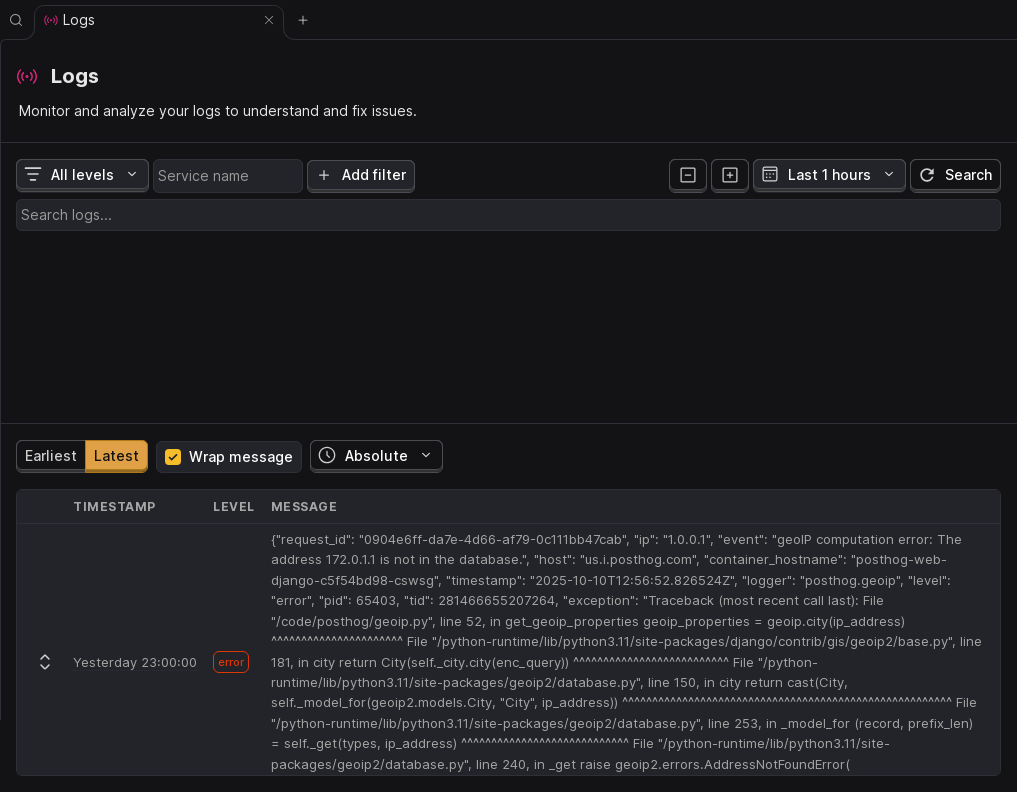 Logs
Logs
Monitor and analyze your logs to understand and fix issues.
All levels
Service name
Add filter
Last 1 hours
Search
Search logs...
Earliest
Latest
Wrap message
Absolute
TIMESTAMP LEVEL MESSAGE
{"request_id": "0904e6ff-da7e-4d66-af79-0c111bb47cab", "ip": "1.0.0.1", "event": "geoIP computation error: The
address 172.0.1.1 is not in the database.", "host": "us.i.posthog.com", "container_hostname": "posthog-web-
django-c5f54bd98-cswsg", "timestamp": "2025-10-10T12:56:52.826524Z", "logger": "posthog.geoip", "level":
"error", "pid": 65403, "tid": 281466655207264, "exception": "Traceback (most recent call last): File
"/code/posthog/geoip.py", line 52, in get_geoip_properties geoip_properties = geoip.city(ip_address)
^^^^^^^^^^^^^^^^^^^^^^ File "/python-runtime/lib/python3.11/site-packages/django/contrib/gis/geoip2/base.py", line
Yesterday 23:00:00 error 181, in city return City(self._city.city(enc_query)) ^^^^^^^^^^^^^^^^^^^^^^^^^^ File "/python-
runtime/lib/python3.11/site-packages/geoip2/database.py", line 150, in city return cast(City,
self._model_for(geoip2.models.City, "City", ip_address)) ^^^^^^^^^^^^^^^^^^^^^^^^^^^^^^^^^^^^^^^^^^^^^^^^^^^^^^^ File
"/python-runtime/lib/python3.11/site-packages/geoip2/database.py", line 253, in _model_for (record, prefix_len)
= self._get(types, ip_address) ^^^^^^^^^^^^^^^^^^^^^^^^^^^^ File "/python-runtime/lib/python3.11/site-
packages/geoip2/database.py", line 240, in _get raise geoip2.errors.AddressNotFoundError(